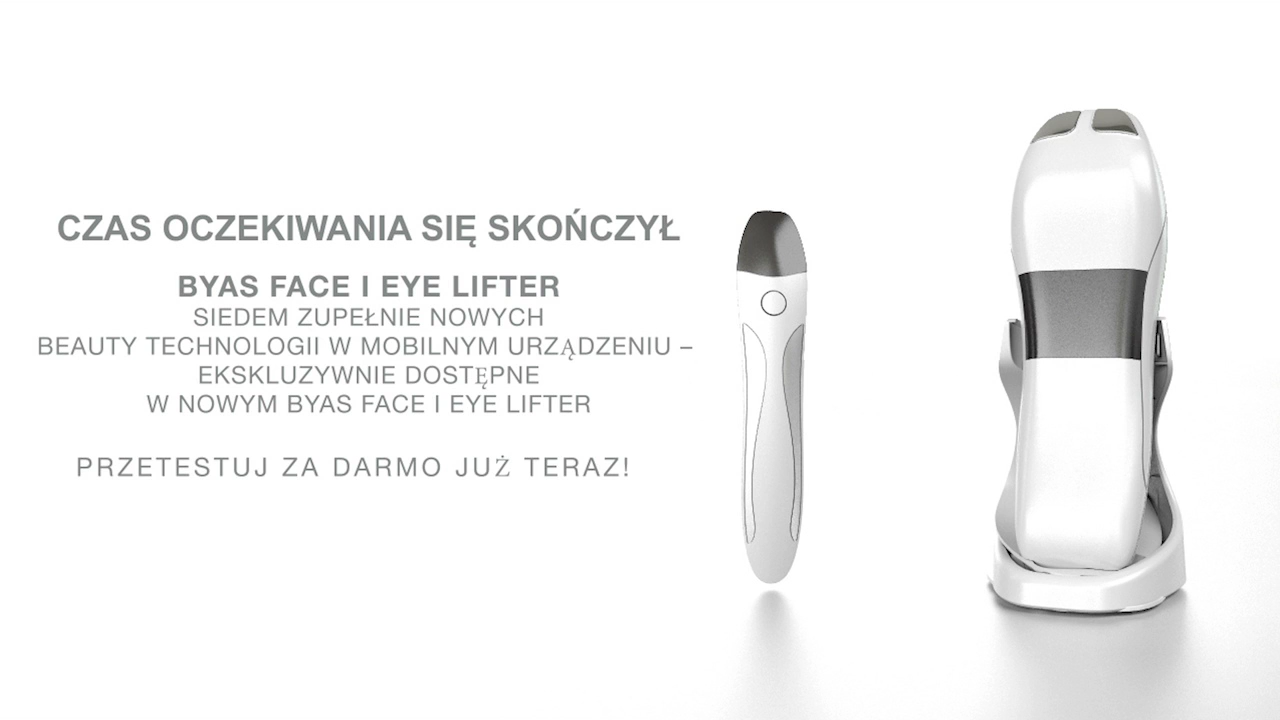 CZAS OCZEKIWANIA SIĘ SKOŃCZYŁ
BYAS FACE I EYE LIFTER
SIEDEM ZUPEŁNIE NOWYCH
BEAUTY TECHNOLOGII W MOBILNYM URZĄDZENIU –
EKSKLUZYWNIE DOSTĘPNE
W NOWYM BYAS FACE I EYE LIFTER
PRZETESTUJ ZA DARMO JUŻ TERAZ!